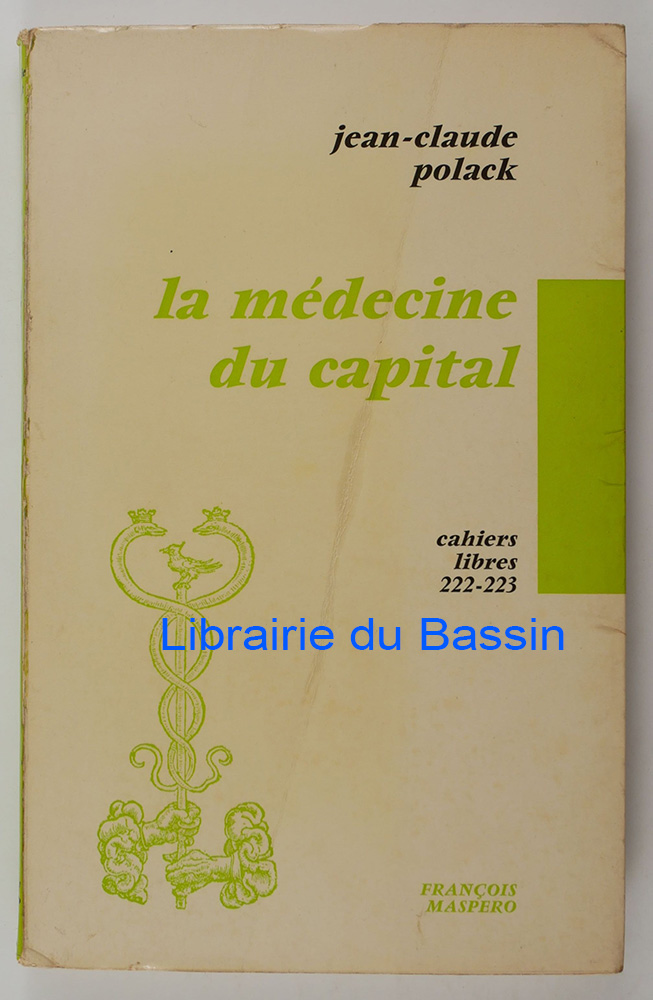 jean-claude
polack
la médecine
du capital
cahiers
libres
222-223
Librairie du Bassin
FRANÇOIS
MASPERO